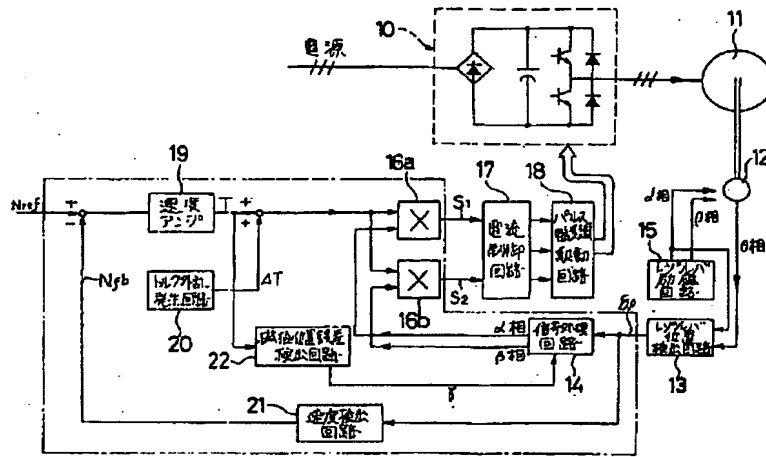 10
11
電源
12
α相
β相
θ相
19
16a
17
18
Nref
+
-
速度
アンプ
T
+
+
×
S1
電流
制御
回路
パルス
発生
駆動
回路
15
レゾルバ
励磁
回路
Nfb
トルク外乱
発生回路
ΔT
20
×
S2
16b
磁極位置誤差
検出回路
22
α相
β相
信号処理
回路
14
レゾルバ
位置
検出回路
13
γ
21
速度検出
回路